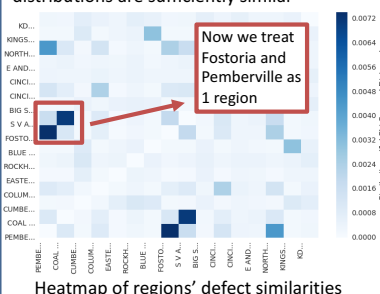 distributions are sufficiently similar
KD...
KINGS...
NORTH...
E AND...
CINCI...
CINCI...
BIG S ...
S V A...
FOSTO...
BLUE ...
ROCKH...
EASTE...
COLUM...
CUMBE...
COAL ...
PEMBE...
Now we treat
Fostoria and
Pemberville as
1 region
0.0072
0.0064
0.0056
0.0048
0.0040
0.0032
0.0024
0.0016
0.0008
0.0000
PEMBE...
COAL ...
CUMBE...
COLUM...
EASTE...
ROCKH...
BLUE ...
FOSTO...
S V A...
BIG S...
CINCI...
CINCI...
E AND...
NORTH...
KINGS...
KD...
Heatmap of regions' defect similarities